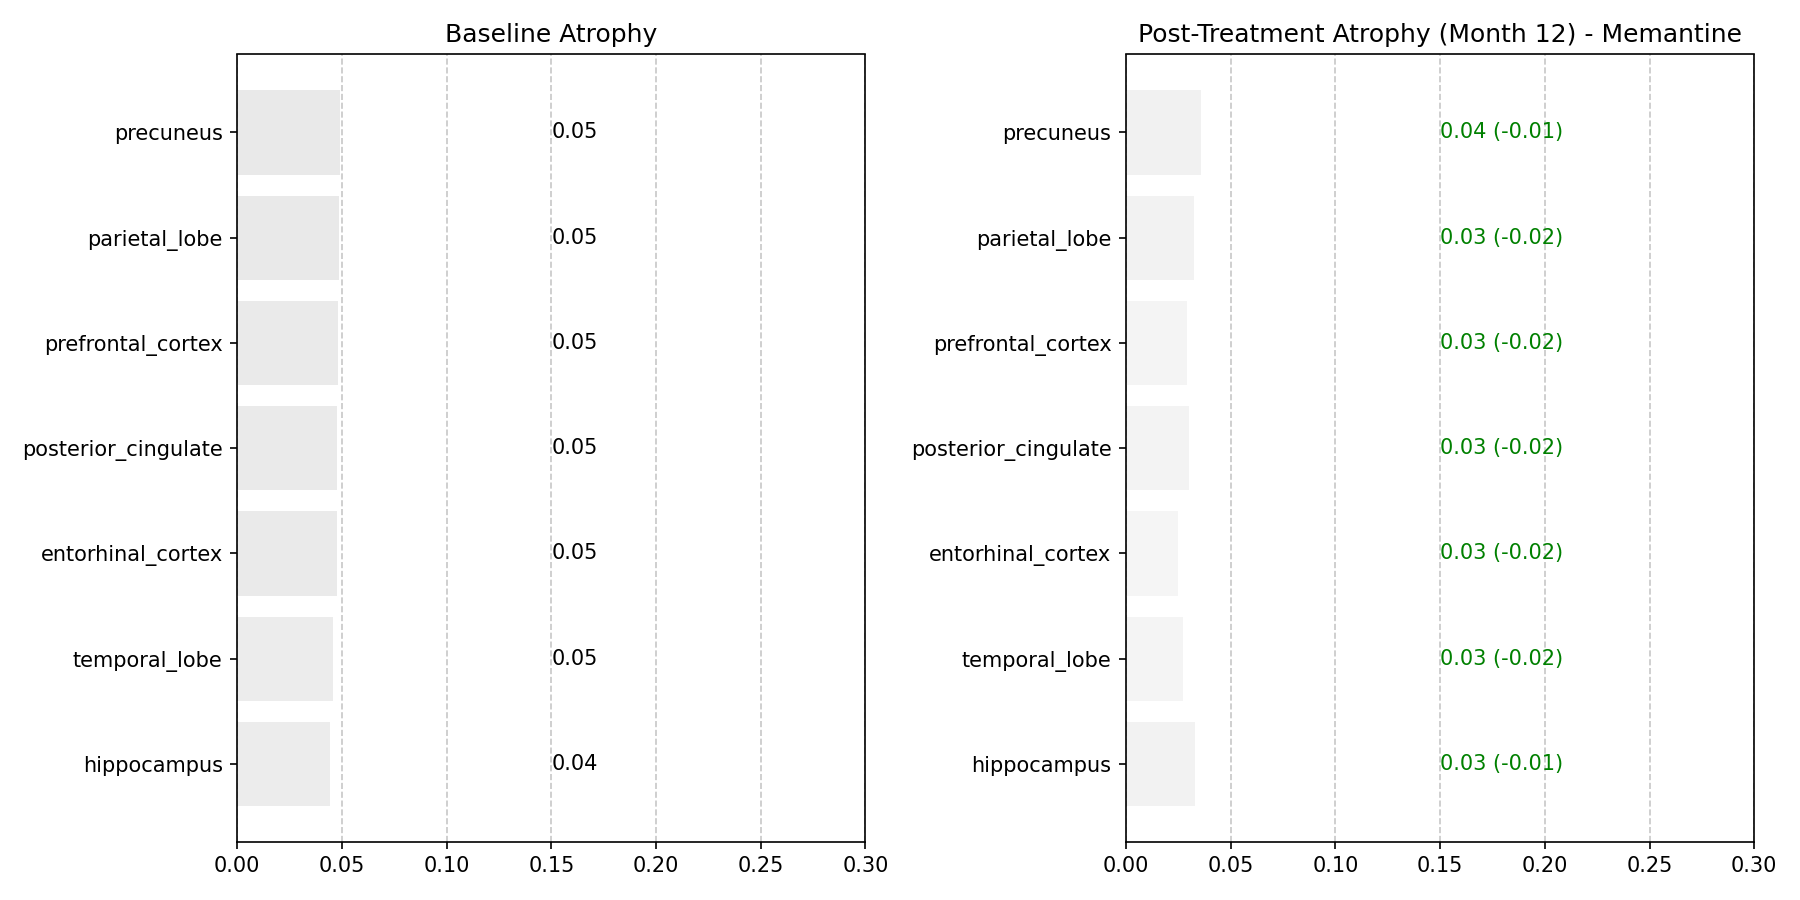 Baseline Atrophy
precuneus 0.05
parietal_lobe 0.05
prefrontal_cortex 0.05
posterior_cingulate 0.05
entorhinal_cortex 0.05
temporal_lobe 0.05
hippocampus 0.04
0.00 0.05 0.10 0.15 0.20 0.25 0.30
Post-Treatment Atrophy (Month 12) - Memantine
precuneus 0.04 (-0.01)
parietal_lobe 0.03 (-0.02)
prefrontal_cortex 0.03 (-0.02)
posterior_cingulate 0.03 (-0.02)
entorhinal_cortex 0.03 (-0.02)
temporal_lobe 0.03 (-0.02)
hippocampus 0.03 (-0.01)
0.00 0.05 0.10 0.15 0.20 0.25 0.30